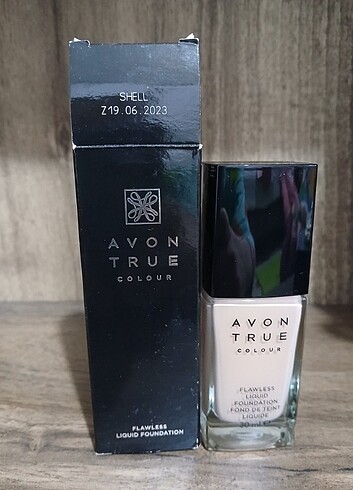 SHELL
Z19.06.2023
AVON
TRUE
COLOUR
FLAWLESS
LIQUID FOUNDATION
AVON
TRUE
COLOUR
FLAWLESS
LIQUID
FOUNDATION
FOND DE TEINT
LIQUIDE
30 ml e